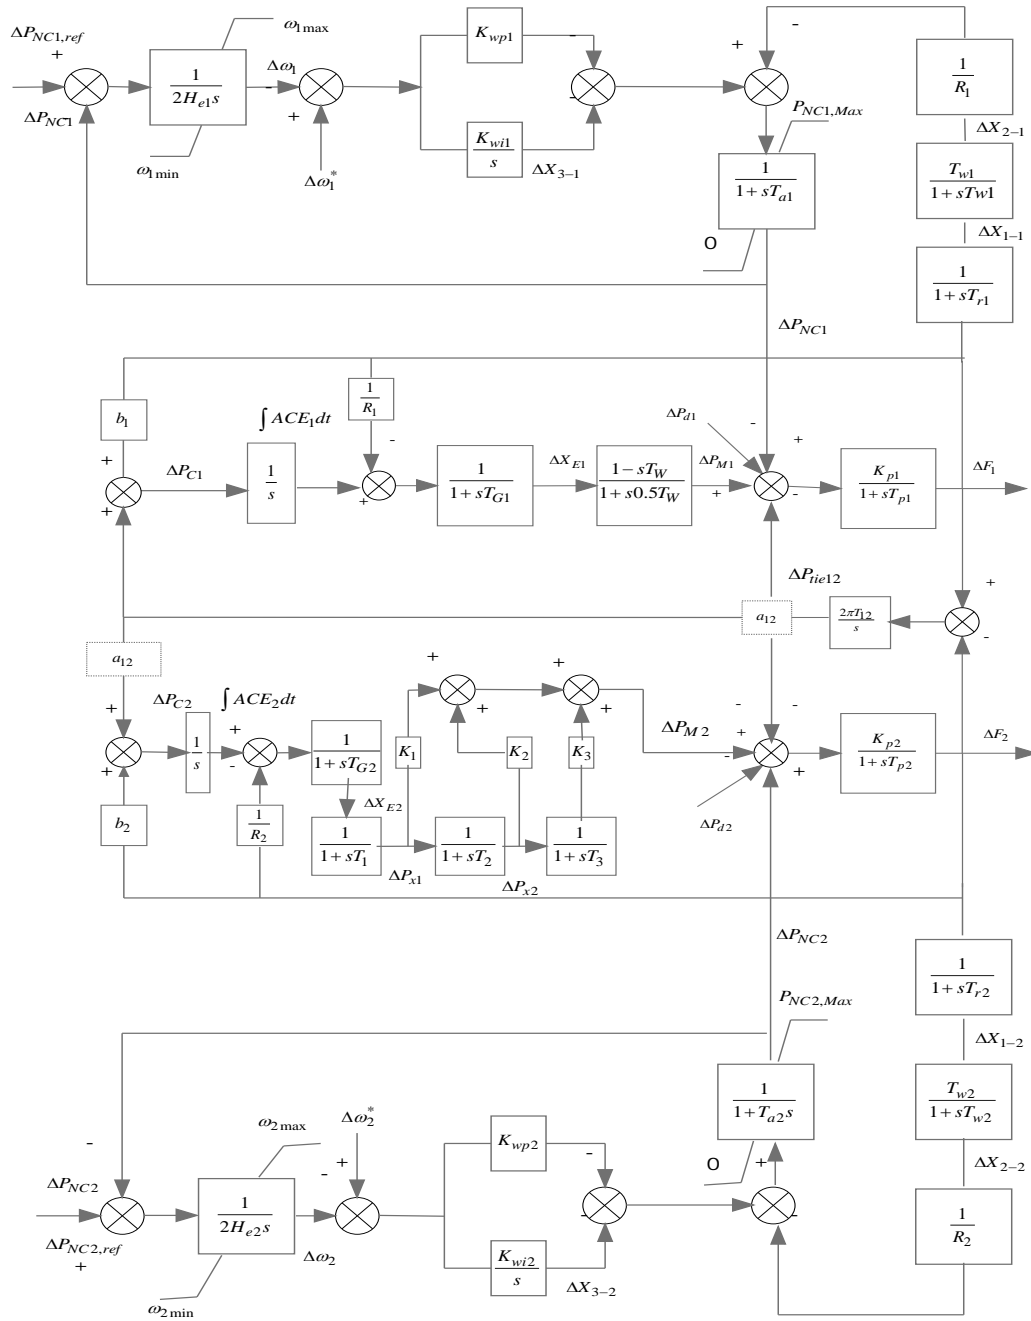 ΔP_{NC1,ref}
+
ΔP_{NC1}
1
2H_{e1}s
ω_{1max}
ω_{1min}
Δω_1
-
+
Δω_1^*
K_{wp1}
K_{wi1}
s
ΔX_{3-1}
-
-
+
-
P_{NC1,Max}
1
1+sT_{a1}
O
1
R_1
ΔX_{2-1}
T_{w1}
1+sTw1
ΔX_{1-1}
1
1+sT_{r1}
ΔP_{NC1}
b_1
+
+
ΔP_{C1}
∫ACE_1dt
1
s
1
R_1
-
+
1
1+sT_{G1}
ΔX_{E1}
1-sT_W
1+s0.5T_W
ΔP_{M1}
+
ΔP_{d1}
-
+
-
K_{p1}
1+sT_{p1}
ΔF_1
ΔP_{tie12}
a_{12}
2πT_{12}
s
+
-
a_{12}
+
+
ΔP_{C2}
∫ACE_2dt
1
s
+
-
b_2
1
R_2
1
1+sT_{G2}
ΔX_{E2}
1
1+sT_1
ΔP_{x1}
K_1
+
+
1
1+sT_2
ΔP_{x2}
K_2
+
+
1
1+sT_3
K_3
ΔP_{M2}
-
-
+
-
+
ΔP_{d2}
K_{p2}
1+sT_{p2}
ΔF_2
ΔP_{NC2}
P_{NC2,Max}
1
1+T_{a2}s
O
+
-
1
1+sT_{r2}
ΔX_{1-2}
T_{w2}
1+sT_{w2}
ΔX_{2-2}
1
R_2
-
ΔP_{NC2}
ΔP_{NC2,ref}
+
1
2H_{e2}s
ω_{2max}
ω_{2min}
Δω_2
Δω_2^*
+
-
K_{wp2}
K_{wi2}
s
ΔX_{3-2}
-
-